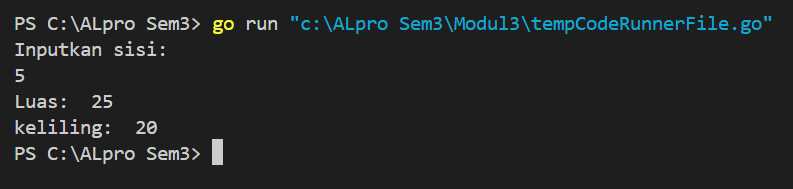 PS C:\ALpro Sem3> go run "c:\ALpro Sem3\Modul3\tempCodeRunnerFile.go"
Inputkan sisi:
5
Luas:  25
keliling:  20
PS C:\ALpro Sem3>